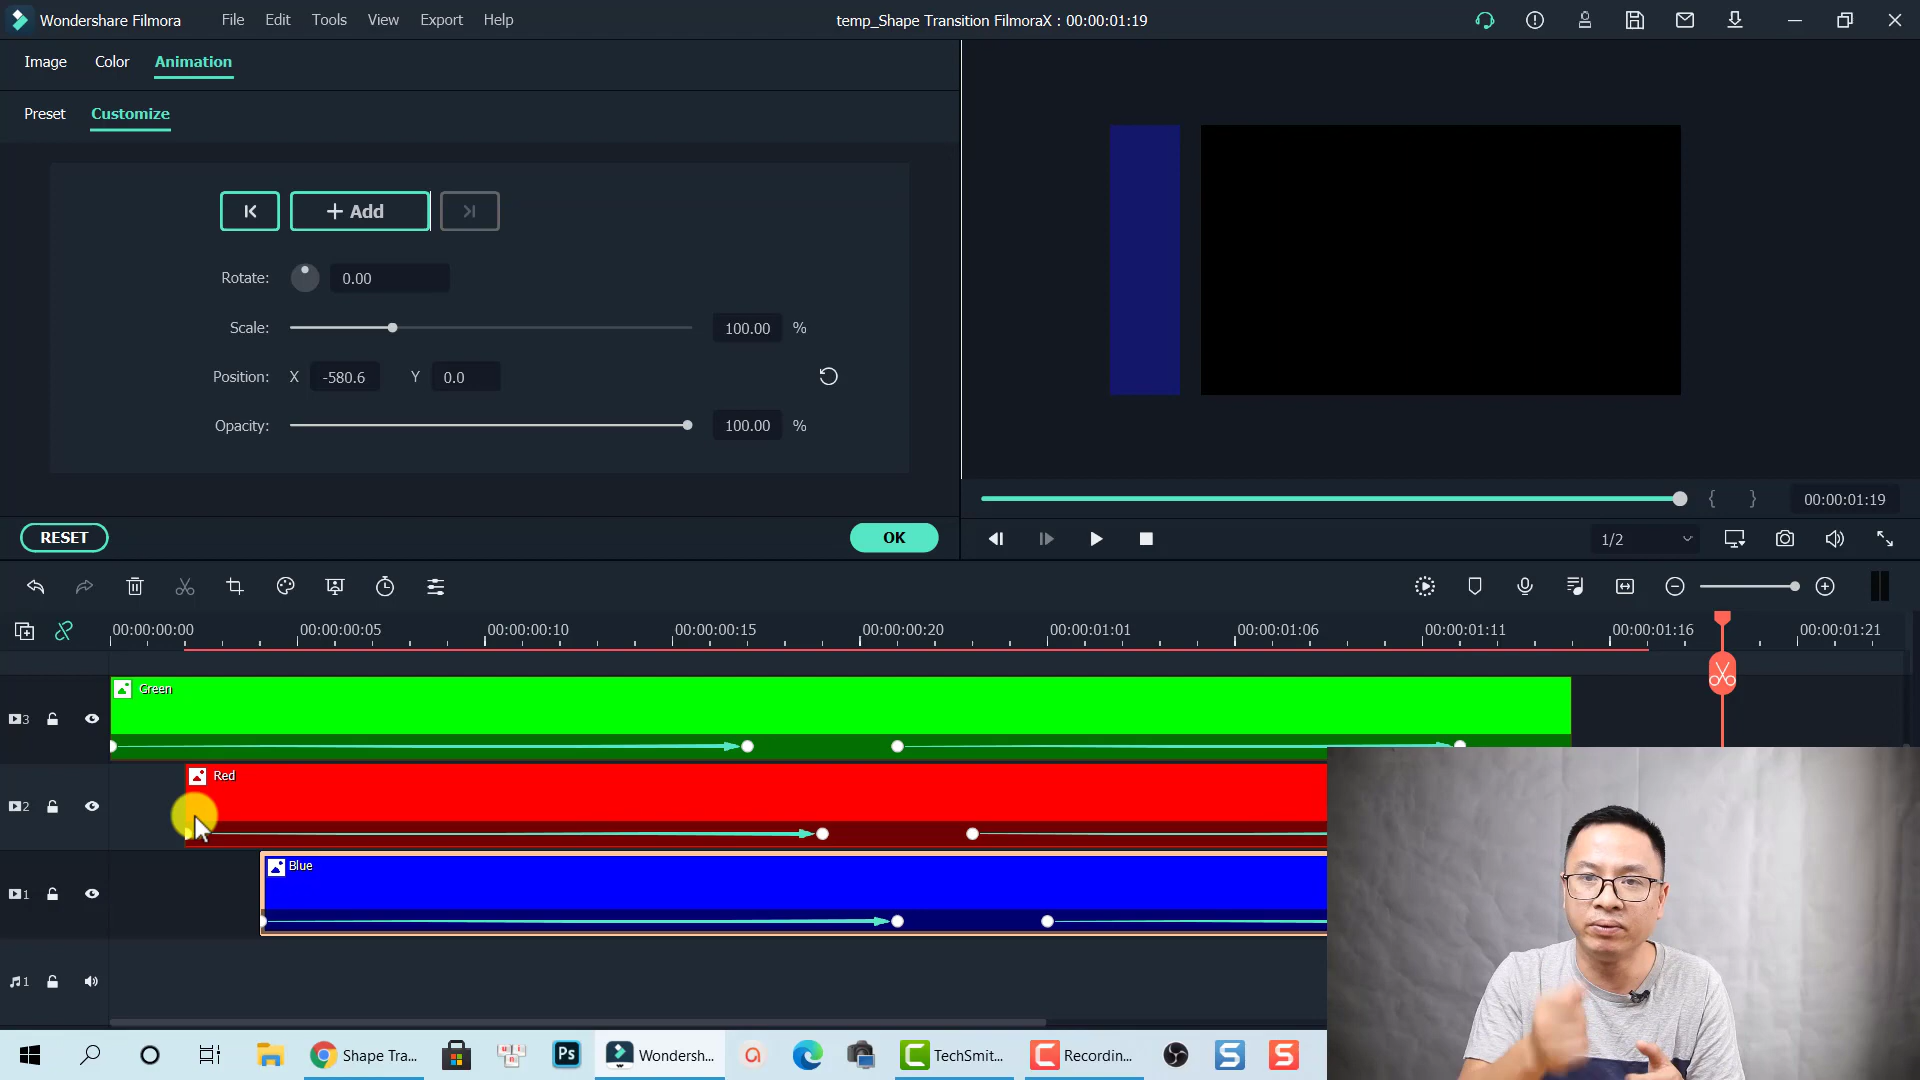 Wondershare Filmora File Edit Tools View Export Help temp_Shape Transition FilmoraX : 00:00:01:19
Image Color Animation
Preset Customize
+ Add
Rotate: 0.00
Scale: 100.00 %
Position: X -580.6 Y 0.0
Opacity: 100.00 %
00:00:01:19
RESET OK
1/2
00:00:00:00 00:00:00:05 00:00:00:10 00:00:00:15 00:00:00:20 00:00:01:01 00:00:01:06 00:00:01:11 00:00:01:16 00:00:01:21
Green
3
Red
2
Blue
1
1
Shape Tra... Ps Wondersh... TechSmit... Recordin... S S